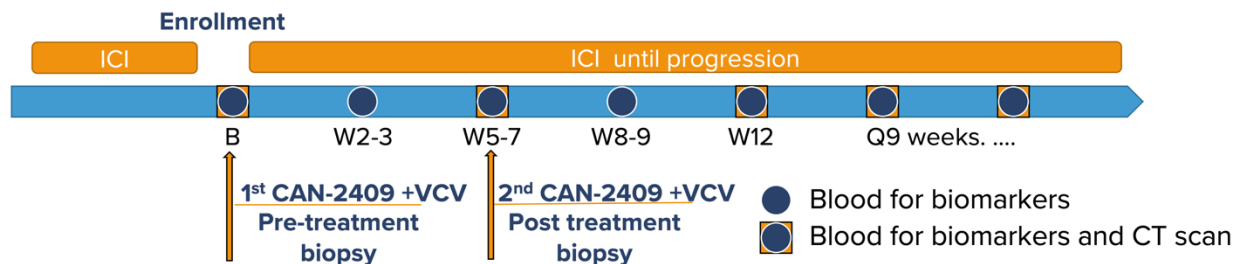 Enrollment
ICI
ICI until progression
B
W2-3
W5-7
W8-9
W12
Q9 weeks. ....
1st CAN-2409 +VCV
Pre-treatment
biopsy
2nd CAN-2409 +VCV
Post treatment
biopsy
Blood for biomarkers
Blood for biomarkers and CT scan